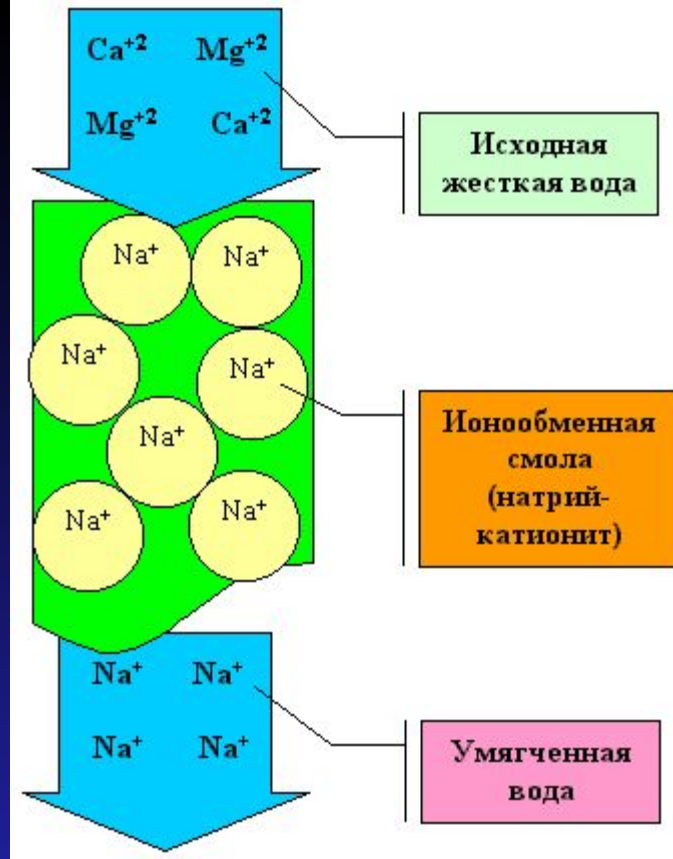 Ca⁺² Mg⁺²
Mg⁺² Ca⁺²
Исходная
жесткая вода
Na⁺ Na⁺
Na⁺ Na⁺
Na⁺
Na⁺ Na⁺
Ионообменная
смола
(натрий-
катионит)
Na⁺ Na⁺
Na⁺ Na⁺
Умягченная
вода